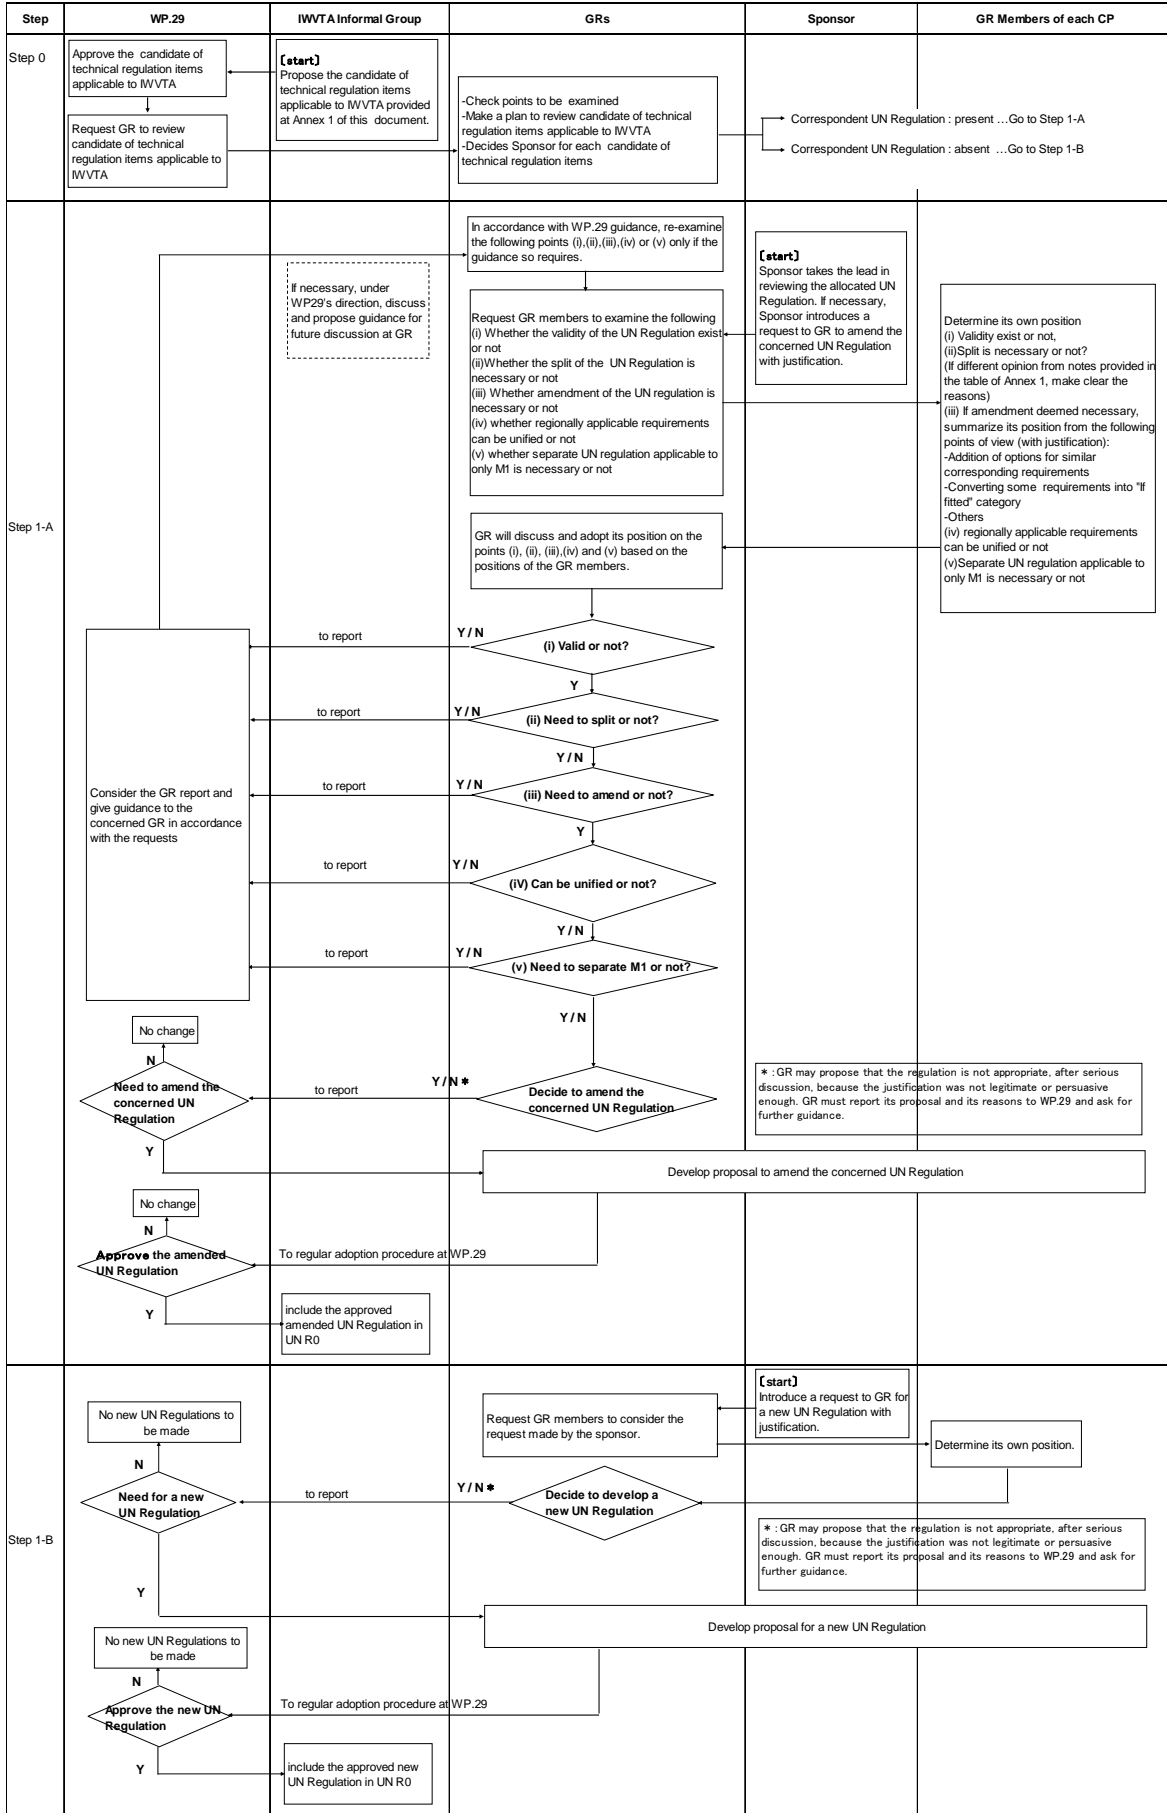 Step
WP.29
IWVTA Informal Group
GRs
Sponsor
GR Members of each CP
Step 0
Approve the candidate of
technical regulation items
applicable to IWVTA
[start]
Propose the candidate of
technical regulation items
applicable to IWVTA provided
at Annex 1 of this document.
Request GR to review
candidate of technical
regulation items applicable to
IWVTA
-Check points to be examined
-Make a plan to review candidate of technical
regulation items applicable to IWVTA
-Decides Sponsor for each candidate of
technical regulation items
Correspondent UN Regulation : present …Go to Step 1-A
Correspondent UN Regulation : absent …Go to Step 1-B
Step 1-A
In accordance with WP.29 guidance, re-examine
the following points (i),(ii),(iii),(iv) or (v) only if the
guidance so requires.
If necessary, under
WP29's direction, discuss
and propose guidance for
future discussion at GR
Request GR members to examine the following
(i) Whether the validity of the UN Regulation exist
or not
(ii)Whether the split of the UN Regulation is
necessary or not
(iii) Whether amendment of the UN regulation is
necessary or not
(iv) whether regionally applicable requirements
can be unified or not
(v) whether separate UN regulation applicable to
only M1 is necessary or not
[start]
Sponsor takes the lead in
reviewing the allocated UN
Regulation. If necessary,
Sponsor introduces a
request to GR to amend the
concerned UN Regulation
with justification.
Determine its own position
(i) Validity exist or not,
(ii)Split is necessary or not?
(If different opinion from notes provided in
the table of Annex 1, make clear the
reasons)
(iii) If amendment deemed necessary,
summarize its position from the following
points of view (with justification):
-Addition of options for similar
corresponding requirements
-Converting some requirements into "If
fitted" category
-Others
(iv) regionally applicable requirements
can be unified or not
(v)Separate UN regulation applicable to
only M1 is necessary or not
GR will discuss and adopt its position on the
points (i), (ii), (iii),(iv) and (v) based on the
positions of the GR members.
to report
Y / N
(i) Valid or not?
Y
to report
Y / N
(ii) Need to split or not?
Y / N
to report
Y / N
(iii) Need to amend or not?
Y
Consider the GR report and
give guidance to the
concerned GR in accordance
with the requests
to report
Y / N
(iV) Can be unified or not?
Y / N
to report
Y / N
(v) Need to separate M1 or not?
Y / N
No change
N
Need to amend the
concerned UN
Regulation
to report
Y / N *
Decide to amend the
concerned UN Regulation
* : GR may propose that the regulation is not appropriate, after serious
discussion, because the justification was not legitimate or persuasive
enough. GR must report its proposal and its reasons to WP.29 and ask for
further guidance.
Y
Develop proposal to amend the concerned UN Regulation
No change
N
Approve the amended
UN Regulation
To regular adoption procedure at WP.29
Y
include the approved
amended UN Regulation in
UN R0
Step 1-B
[start]
Introduce a request to GR for
a new UN Regulation with
justification.
No new UN Regulations to
be made
Request GR members to consider the
request made by the sponsor.
Determine its own position.
N
Need for a new
UN Regulation
to report
Y / N *
Decide to develop a
new UN Regulation
* : GR may propose that the regulation is not appropriate, after serious
discussion, because the justification was not legitimate or persuasive
enough. GR must report its proposal and its reasons to WP.29 and ask for
further guidance.
Y
Develop proposal for a new UN Regulation
No new UN Regulations to
be made
N
Approve the new UN
Regulation
To regular adoption procedure at WP.29
Y
include the approved new
UN Regulation in UN R0